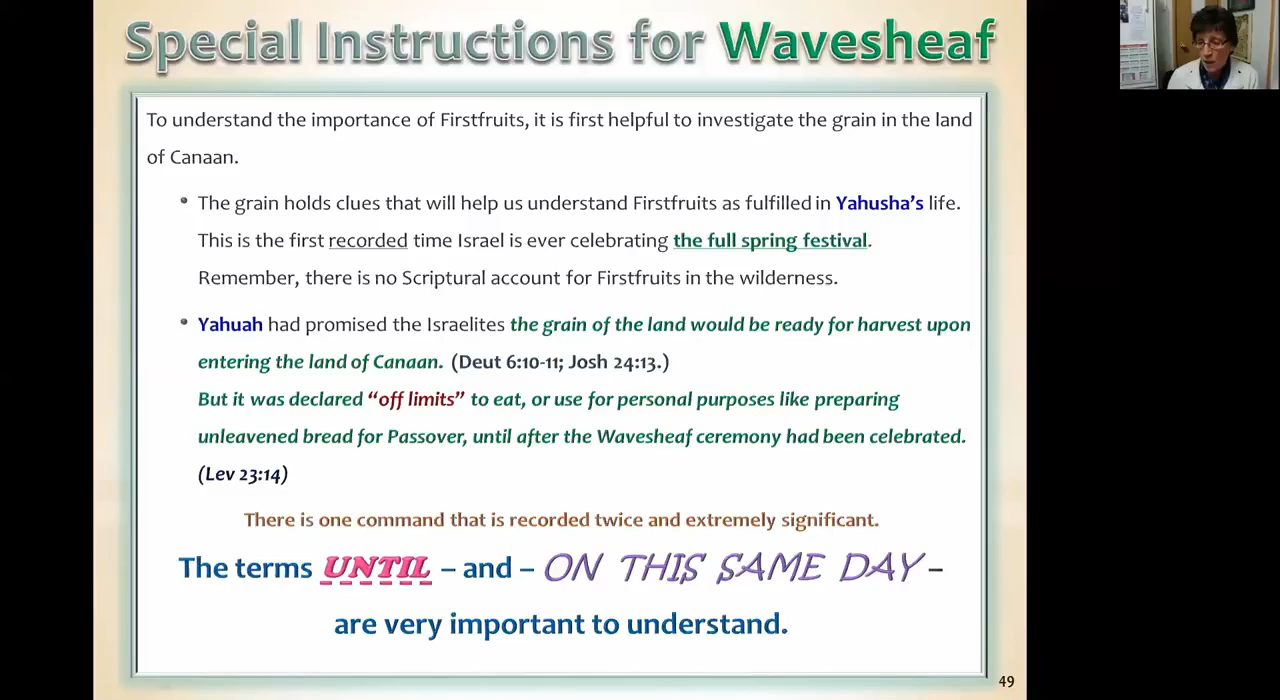 Special Instructions for Wavesheaf
To understand the importance of Firstfruits, it is first helpful to investigate the grain in the land
of Canaan.
• The grain holds clues that will help us understand Firstfruits as fulfilled in Yahusha's life.
This is the first recorded time Israel is ever celebrating the full spring festival.
Remember, there is no Scriptural account for Firstfruits in the wilderness.
• Yahuah had promised the Israelites the grain of the land would be ready for harvest upon
entering the land of Canaan. (Deut 6:10-11; Josh 24:13.)
But it was declared “off limits” to eat, or use for personal purposes like preparing
unleavened bread for Passover, until after the Wavesheaf ceremony had been celebrated.
(Lev 23:14)
There is one command that is recorded twice and extremely significant.
The terms UNTIL – and – ON THIS SAME DAY –
are very important to understand.
49